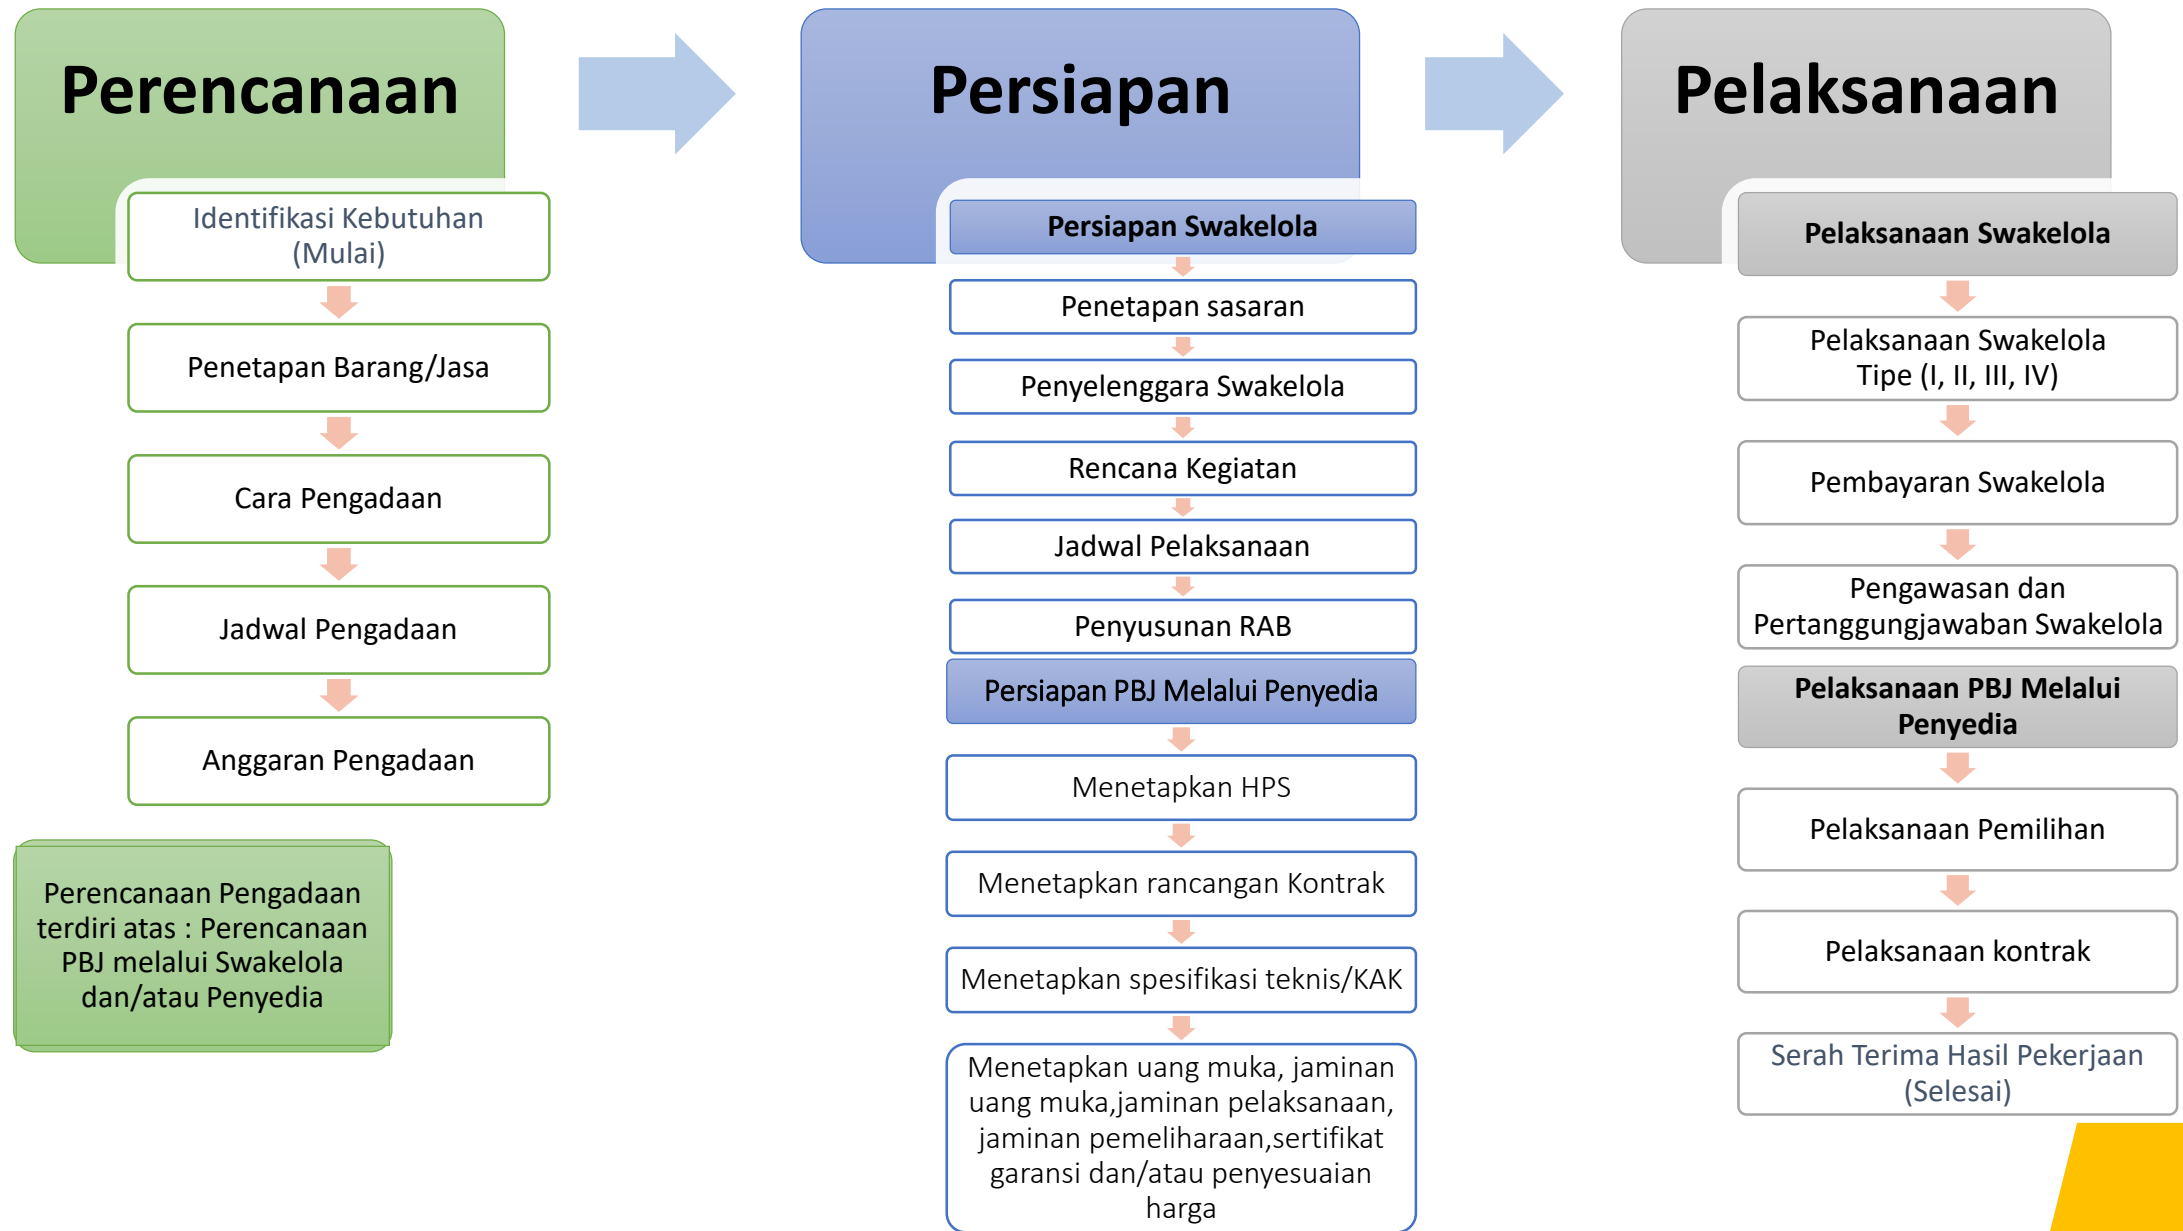 Perencanaan
Identifikasi Kebutuhan
(Mulai)
Penetapan Barang/Jasa
Cara Pengadaan
Jadwal Pengadaan
Anggaran Pengadaan
Perencanaan Pengadaan
terdiri atas : Perencanaan
PBJ melalui Swakelola
dan/atau Penyedia
Persiapan
Persiapan Swakelola
Penetapan sasaran
Penyelenggara Swakelola
Rencana Kegiatan
Jadwal Pelaksanaan
Penyusunan RAB
Persiapan PBJ Melalui Penyedia
Menetapkan HPS
Menetapkan rancangan Kontrak
Menetapkan spesifikasi teknis/KAK
Menetapkan uang muka, jaminan
uang muka,jaminan pelaksanaan,
jaminan pemeliharaan,sertifikat
garansi dan/atau penyesuaian
harga
Pelaksanaan
Pelaksanaan Swakelola
Pelaksanaan Swakelola
Tipe (I, II, III, IV)
Pembayaran Swakelola
Pengawasan dan
Pertanggungjawaban Swakelola
Pelaksanaan PBJ Melalui
Penyedia
Pelaksanaan Pemilihan
Pelaksanaan kontrak
Serah Terima Hasil Pekerjaan
(Selesai)